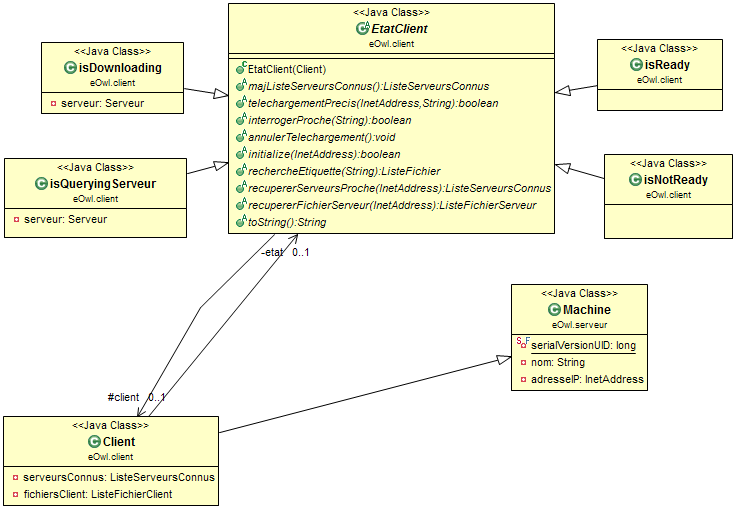 <<Java Class>>
EtatClient
eOwl.client
EtatClient(Client)
majListeServeursConnus():ListeServeursConnus
telechargementPrecis(InetAddress,String):boolean
interrogerProche(String):boolean
annulerTelechargement():void
initialize(InetAddress):boolean
rechercheEtiquette(String):ListeFichier
recupererServeursProche(InetAddress):ListeServeursConnus
recupererFichierServeur(InetAddress):ListeFichierServeur
toString():String
<<Java Class>>
isDownloading
eOwl.client
serveur: Serveur
<<Java Class>>
isReady
eOwl.client
<<Java Class>>
isQueryingServeur
eOwl.client
serveur: Serveur
<<Java Class>>
isNotReady
eOwl.client
-etat 0..1
<<Java Class>>
Machine
eOwl.serveur
serialVersionUID: long
nom: String
adresseIP: InetAddress
#client 0..1
<<Java Class>>
Client
eOwl.client
serveursConnus: ListeServeursConnus
fichiersClient: ListeFichierClient